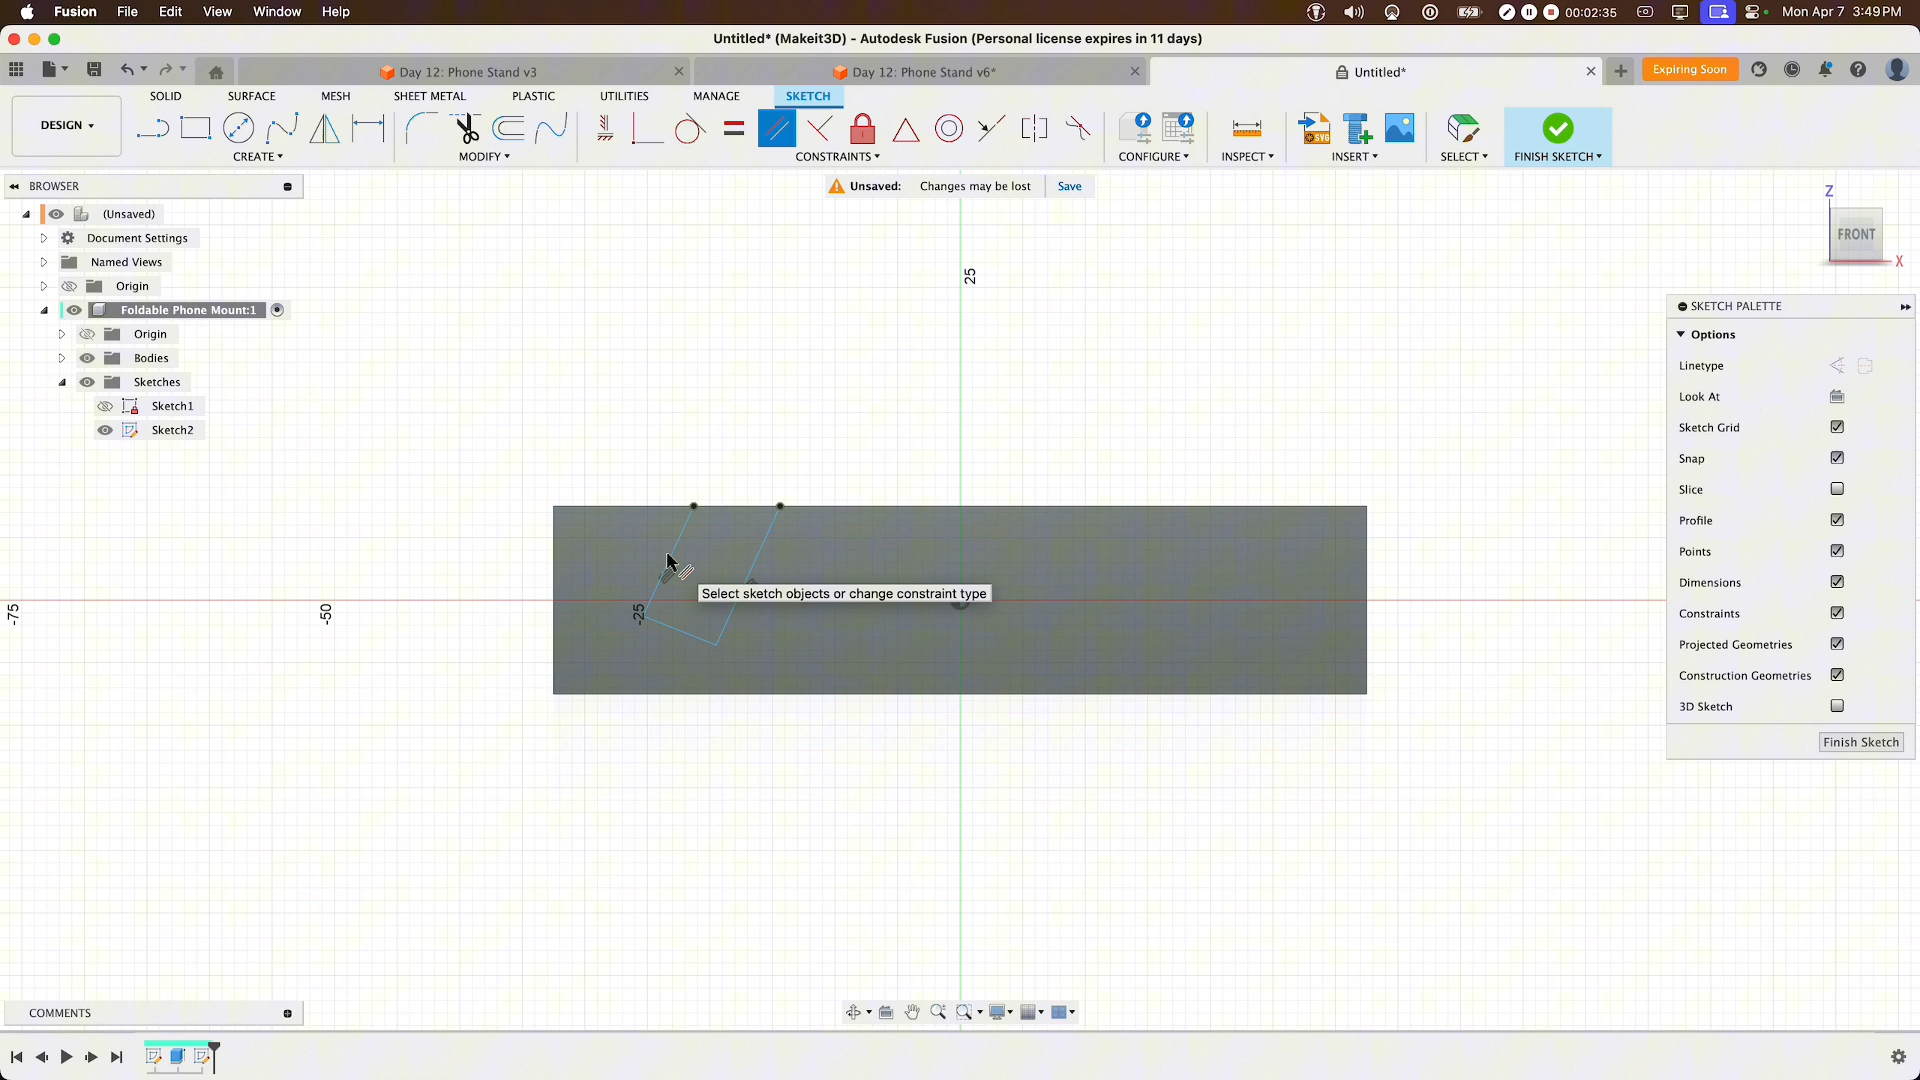 Fusion File Edit View Window Help 00:02:35 Mon Apr 7 3:49 PM
Untitled* (Makeit3D) - Autodesk Fusion (Personal license expires in 11 days)
Day 12: Phone Stand v3 Day 12: Phone Stand v6* Untitled* Expiring Soon
SOLID SURFACE MESH SHEET METAL PLASTIC UTILITIES MANAGE SKETCH
DESIGN
CREATE MODIFY CONSTRAINTS CONFIGURE INSPECT INSERT SELECT FINISH SKETCH
BROWSER
Unsaved: Changes may be lost Save
(Unsaved)
Document Settings
Named Views
Origin
Foldable Phone Mount:1
Origin
Bodies
Sketches
Sketch1
Sketch2
Z
FRONT
X
25
-75
-50
-25
Select sketch objects or change constraint type
SKETCH PALETTE
Options
Linetype
Look At
Sketch Grid
Snap
Slice
Profile
Points
Dimensions
Constraints
Projected Geometries
Construction Geometries
3D Sketch
Finish Sketch
COMMENTS